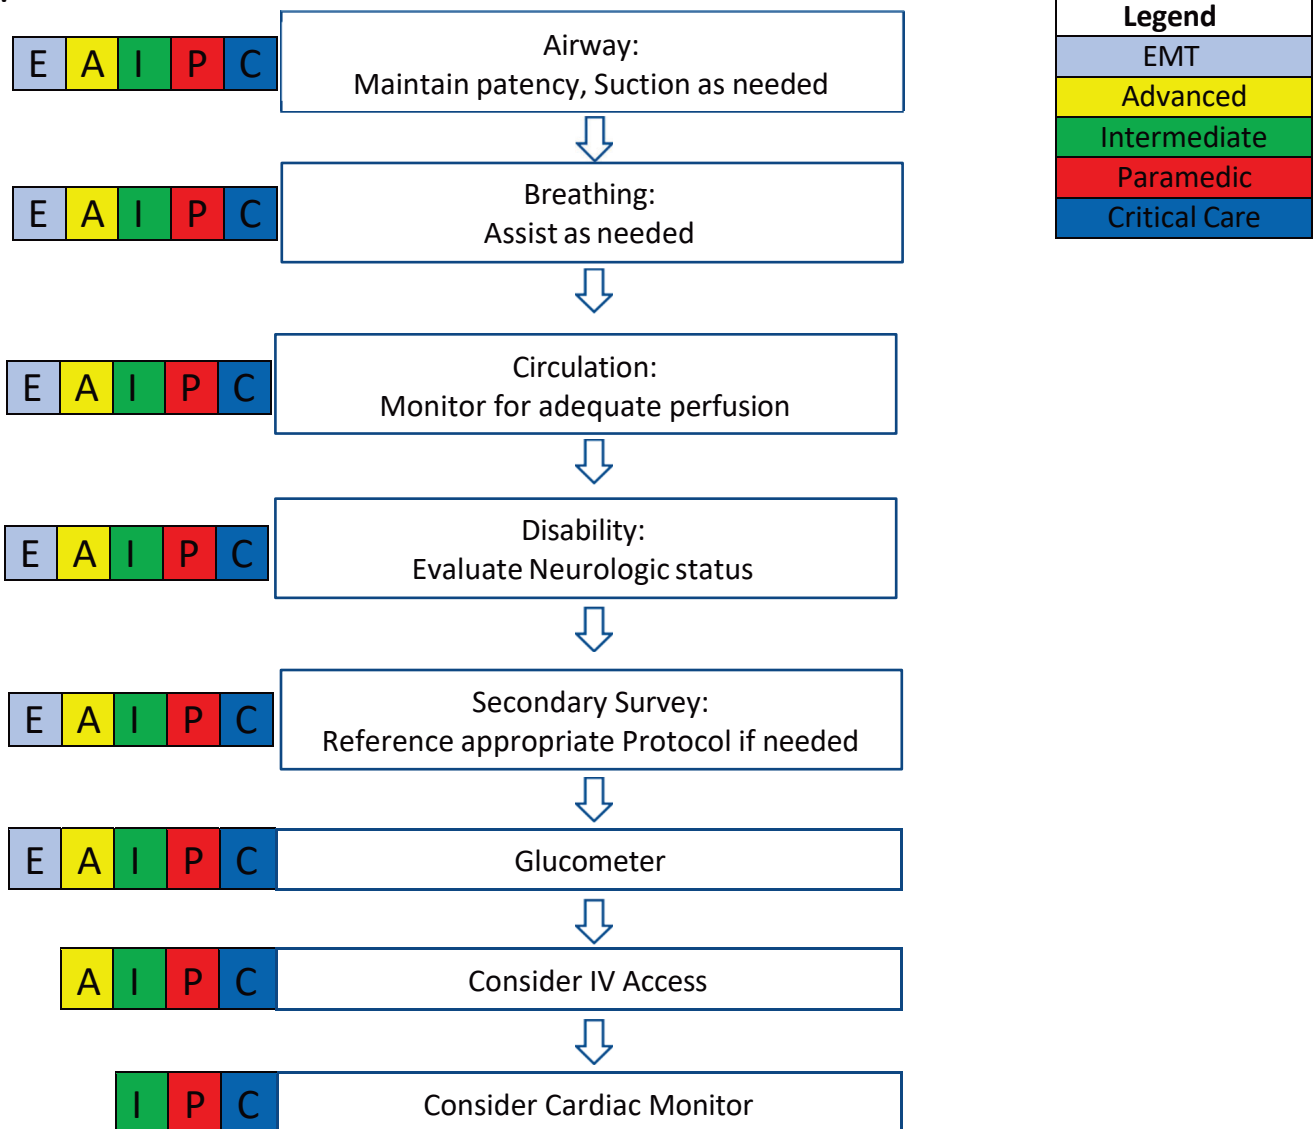 Legend
EMT
Advanced
Intermediate
Paramedic
Critical Care
E A I P C
Airway:
Maintain patency, Suction as needed
E A I P C
Breathing:
Assist as needed
E A I P C
Circulation:
Monitor for adequate perfusion
E A I P C
Disability:
Evaluate Neurologic status
E A I P C
Secondary Survey:
Reference appropriate Protocol if needed
E A I P C
Glucometer
A I P C
Consider IV Access
I P C
Consider Cardiac Monitor